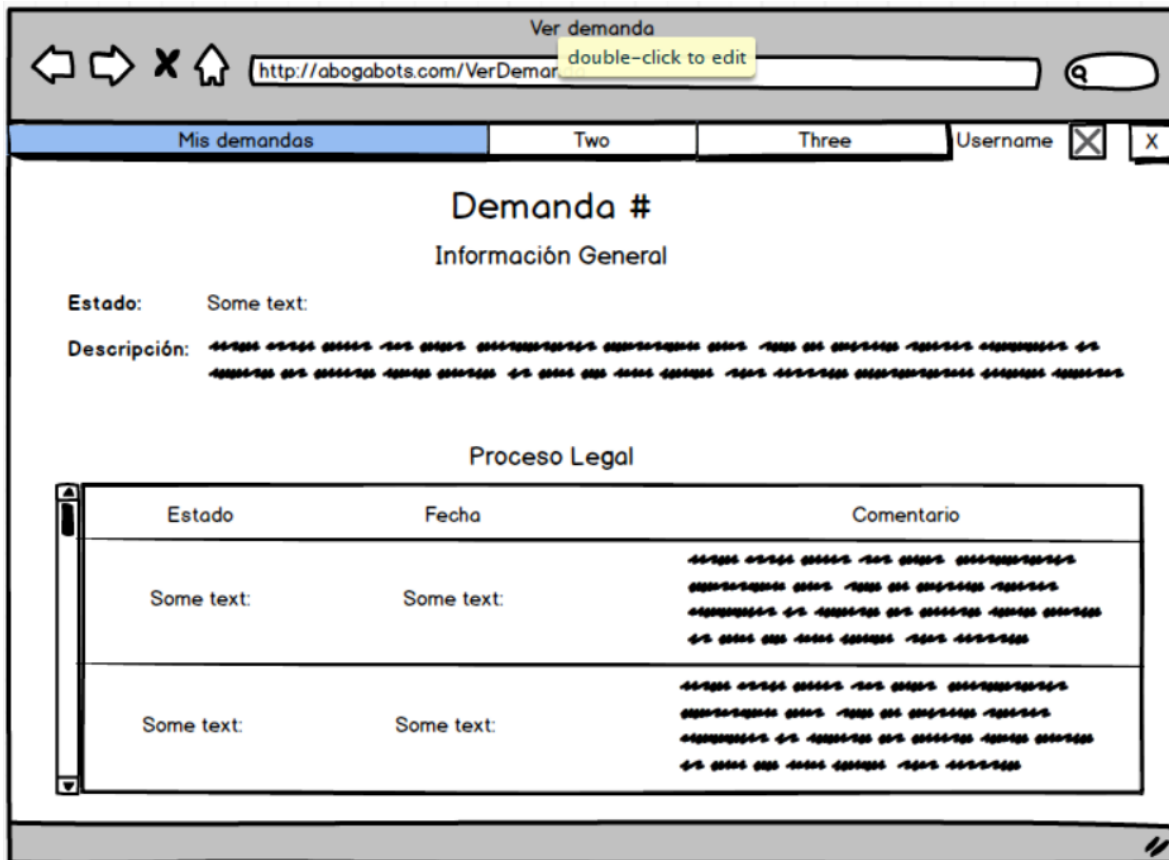 Ver demanda
double-click to edit
http://abogabots.com/VerDeman
Mis demandas Two Three Username X
Demanda #
Información General
Estado: Some text:
Descripción:
Proceso Legal
Estado Fecha Comentario
Some text: Some text:
Some text: Some text: